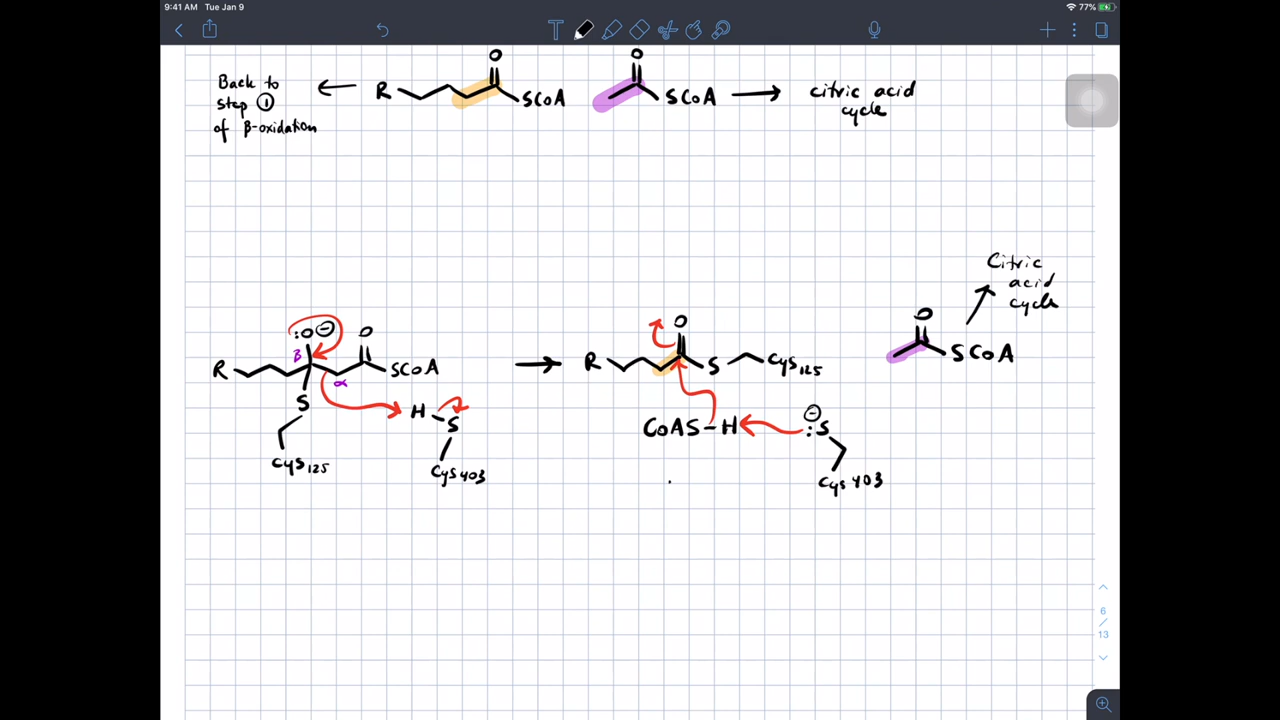 9:41 AM Tue Jan 9
77%
T
O O
Back to
step ①
of β-oxidation
R SCoA SCoA
citric acid
cycle
Citric
acid
cycle
:O⊖ O
β
R SCoA
α
S
H
S
Cys125
Cys403
O
R S Cys125
CoAS-H
⊖
:S
Cys403
O
SCoA
6
/
13